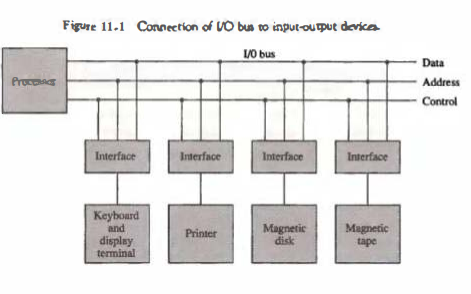 Figure 11-1 Connection of I/O bus to input-output devices.
I/O bus
Processor
Data
Address
Control
Interface
Interface
Interface
Interface
Keyboard
and
display
terminal
Printer
Magnetic
disk
Magnetic
tape